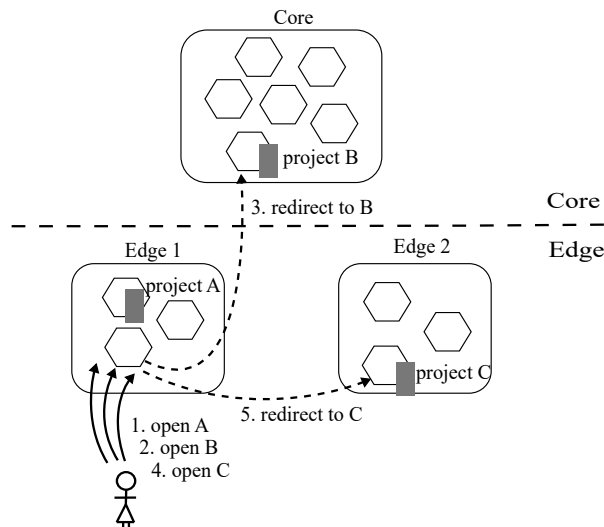 Core
project B
3. redirect to B
Core
Edge 1
Edge 2
Edge
project A
project C
5. redirect to C
1. open A
2. open B
4. open C